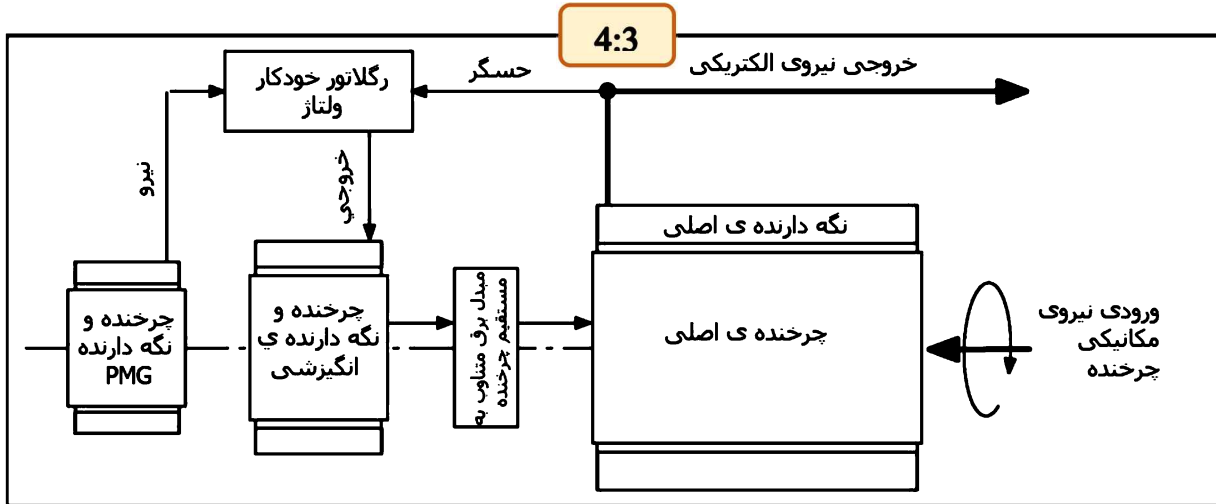 4:3
خروجی نیروی الکتریکی
حسگر
رگلاتور خودکار
ولتاژ
نیرو
خروجي
نگه دارنده ی اصلی
چرخنده ی اصلی
ورودی نیروی
مکانیکی
چرخنده
مبدل برق متناوب به
مستقیم چرخنده
چرخنده و
نگه دارنده ي
انگیزشی
چرخنده و
نگه دارنده
PMG